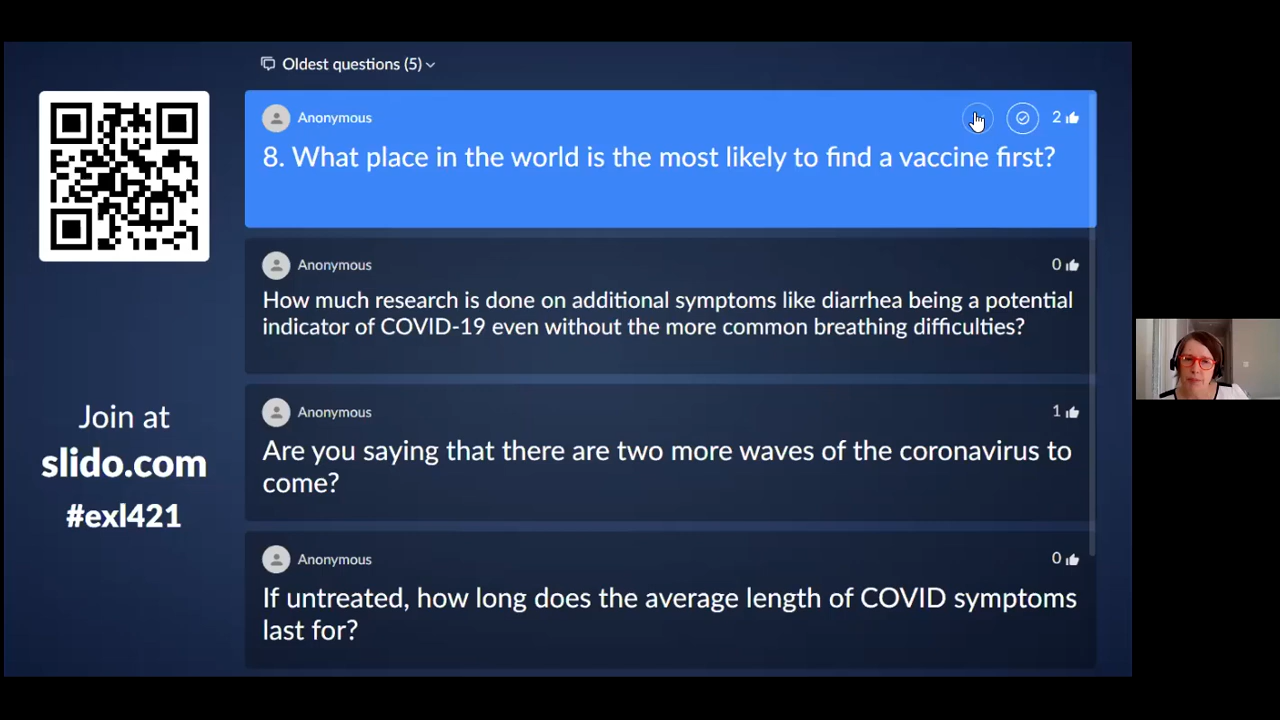 Oldest questions (5)
Anonymous
2
8. What place in the world is the most likely to find a vaccine first?
Anonymous
0
How much research is done on additional symptoms like diarrhea being a potential
indicator of COVID-19 even without the more common breathing difficulties?
Anonymous
1
Are you saying that there are two more waves of the coronavirus to
come?
Anonymous
0
If untreated, how long does the average length of COVID symptoms
last for?
Join at
slido.com
#exl421